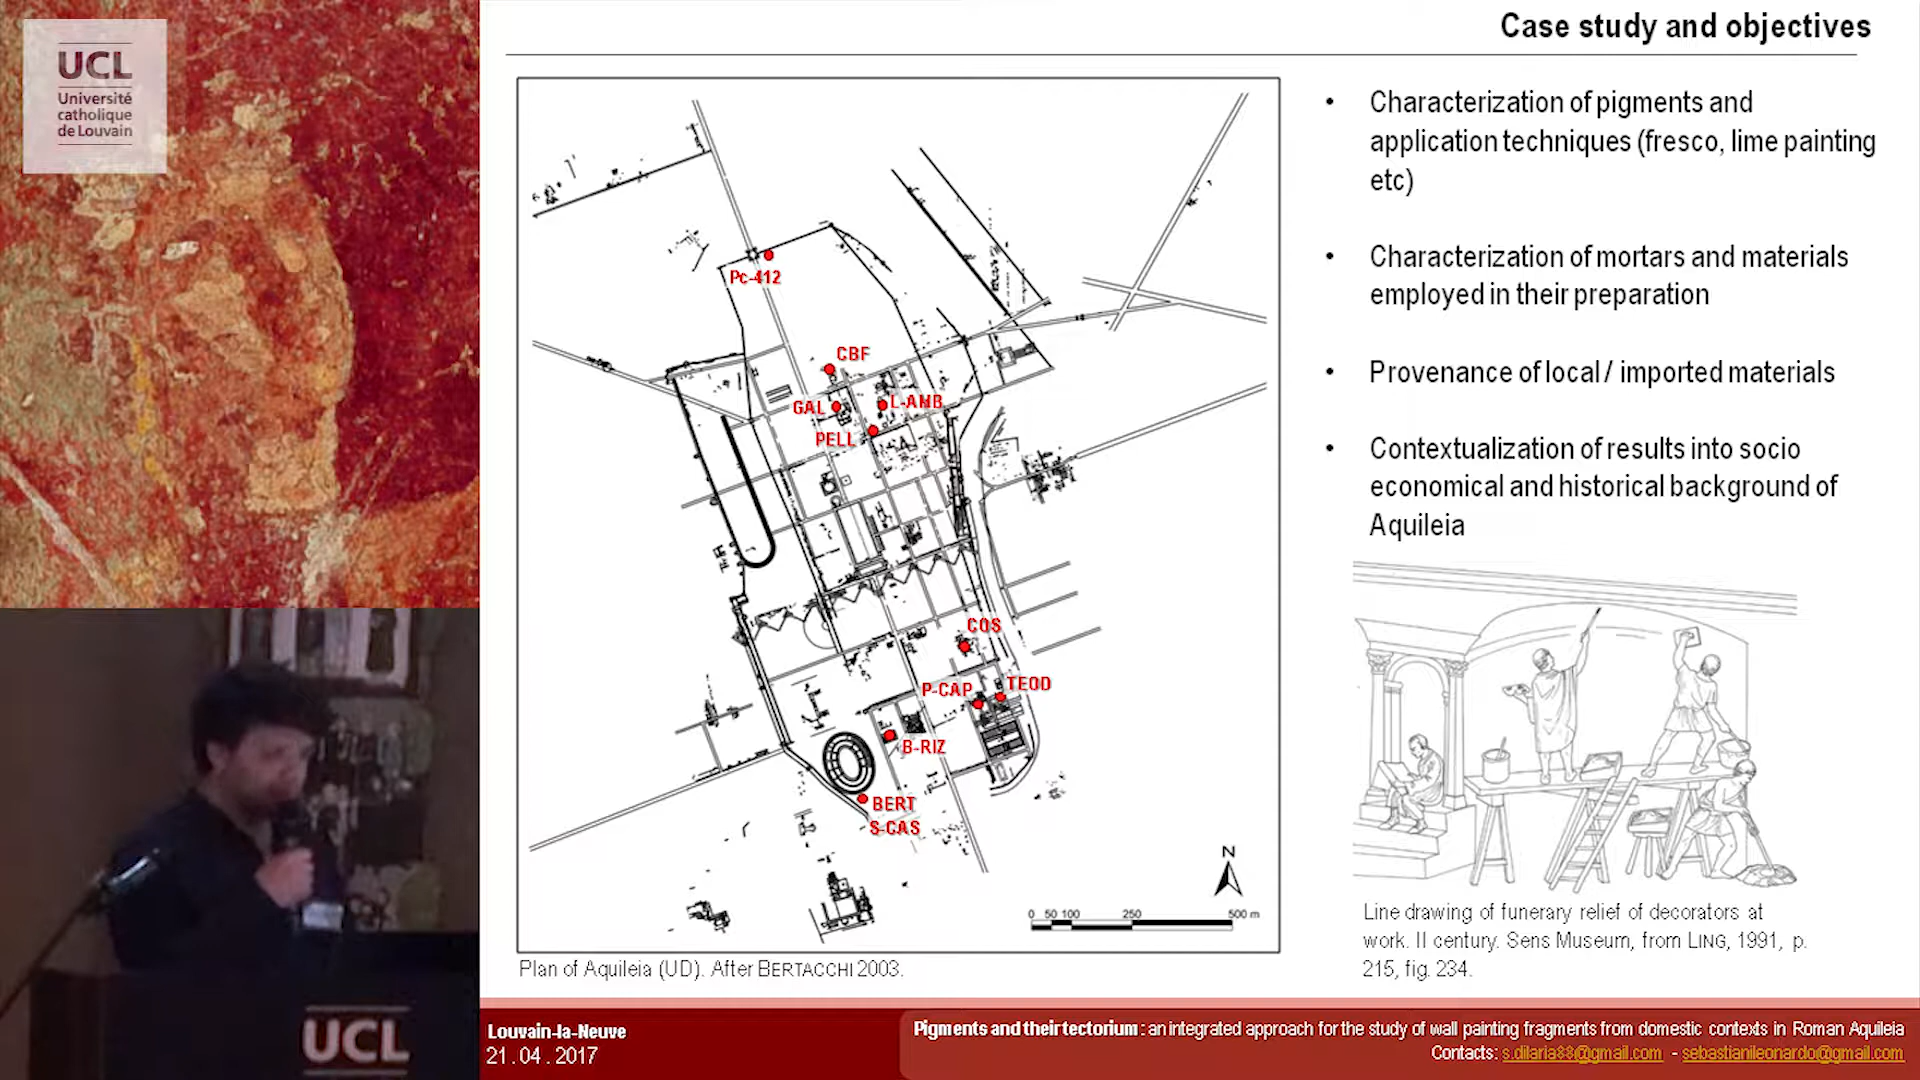 UCL
Université
catholique
de Louvain
Case study and objectives
• Characterization of pigments and
application techniques (fresco, lime painting
etc)
• Characterization of mortars and materials
employed in their preparation
• Provenance of local / imported materials
• Contextualization of results into socio
economical and historical background of
Aquileia
Pc-412
CBF
GAL
L-AMB
PELL
COS
P-CAP
TEOD
B-RIZ
BERT
S-CAS
N
0 50 100 250 500 m
Plan of Aquileia (UD). After BERTACCHI 2003.
Line drawing of funerary relief of decorators at
work. II century. Sens Museum, from LING, 1991, p.
215, fig. 234.
UCL
Louvain-la-Neuve
21.04.2017
Pigments and their tectorium: an integrated approach for the study of wall painting fragments from domestic contexts in Roman Aquileia
Contacts: s.dilaria88@gmail.com - sebastianileonardo@gmail.com